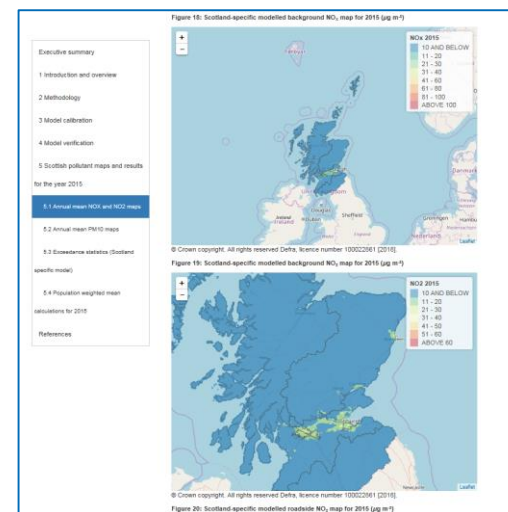 Figure 18: Scotland-specific modelled background NOx map for 2015 (µg m-3)
Executive summary
1 Introduction and overview
2 Methodology
3 Model calibration
4 Model verification
5 Scottish pollutant maps and results
for the year 2015
5.1 Annual mean NOX and NO2 maps
5.2 Annual mean PM10 maps
5.3 Exceedance statistics (Scotland
specific model)
5.4 Population weighted mean
calculations for 2015
References
+
−
NOx 2015
10 AND BELOW
11 - 20
21 - 30
31 - 40
41 - 60
61 - 80
81 - 100
ABOVE 100
Danmark
Douglas
Ireland
Sheffield
Groningen
Nederland
Leaflet
© Crown copyright. All rights reserved Defra, licence number 100022861 [2016].
Figure 19: Scotland-specific modelled background NO2 map for 2015 (µg m-3)
+
−
NO2 2015
10 AND BELOW
11 - 20
21 - 30
31 - 40
41 - 50
51 - 60
ABOVE 60
Leaflet
© Crown copyright. All rights reserved Defra, licence number 100022861 [2016].
Figure 20: Scotland-specific modelled roadside NOx map for 2015 (µg m-3)